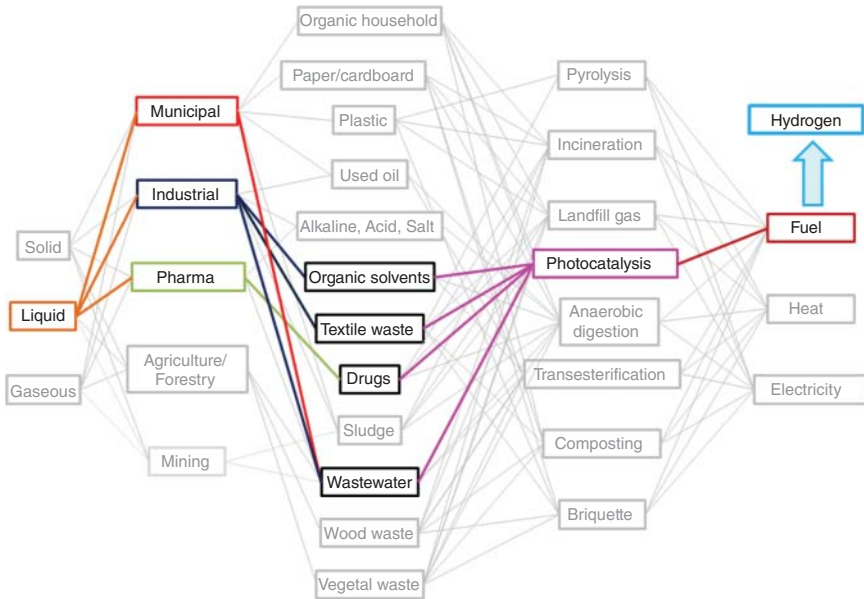 Solid
Liquid
Gaseous
Municipal
Industrial
Pharma
Agriculture/
Forestry
Mining
Organic household
Paper/cardboard
Plastic
Used oil
Alkaline, Acid, Salt
Organic solvents
Textile waste
Drugs
Sludge
Wastewater
Wood waste
Vegetal waste
Pyrolysis
Incineration
Landfill gas
Photocatalysis
Anaerobic
digestion
Transesterification
Composting
Briquette
Hydrogen
Fuel
Heat
Electricity